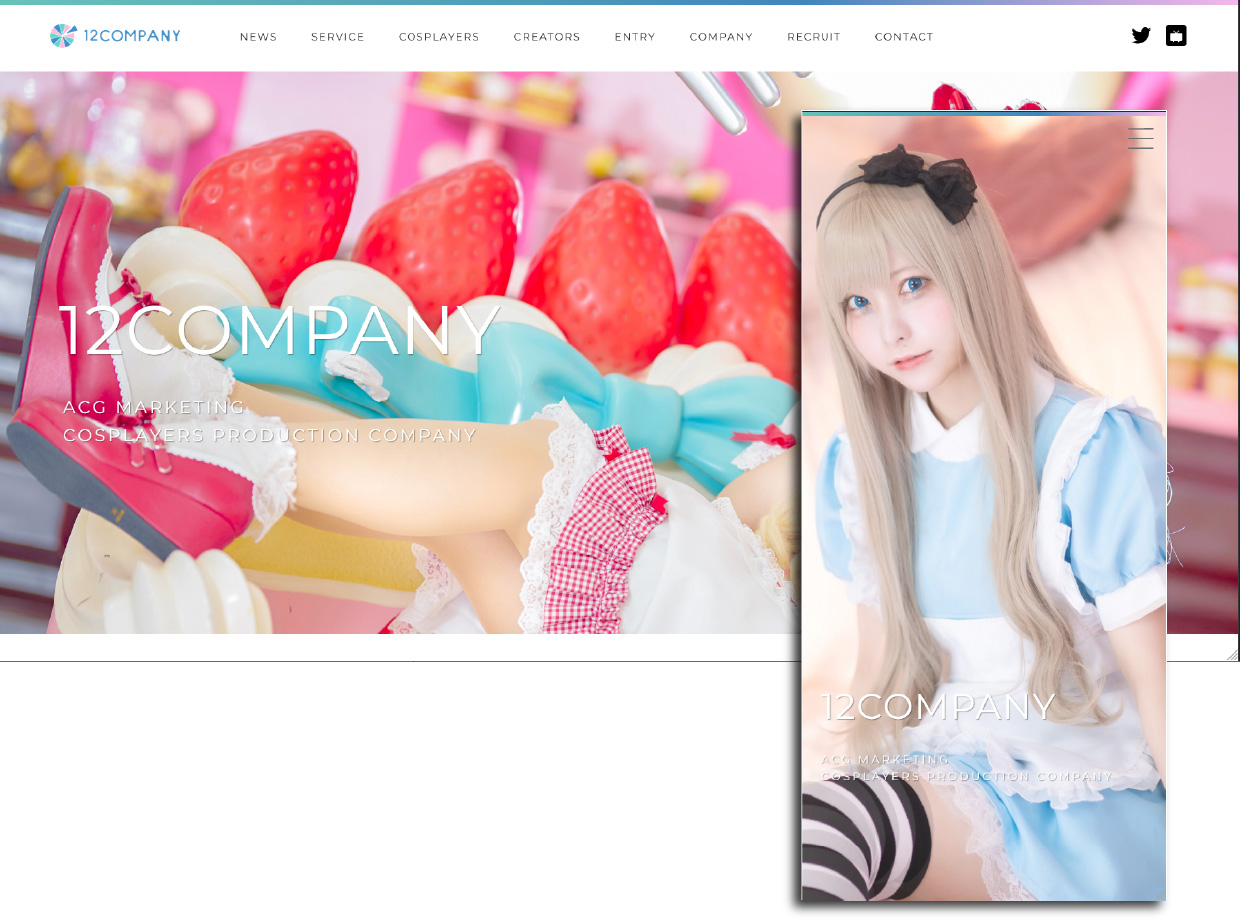 12COMPANY
NEWS SERVICE COSPLAYERS CREATORS ENTRY COMPANY RECRUIT CONTACT
12COMPANY
ACG MARKETING
COSPLAYERS PRODUCTION COMPANY
12COMPANY
ACG MARKETING
COSPLAYERS PRODUCTION COMPANY